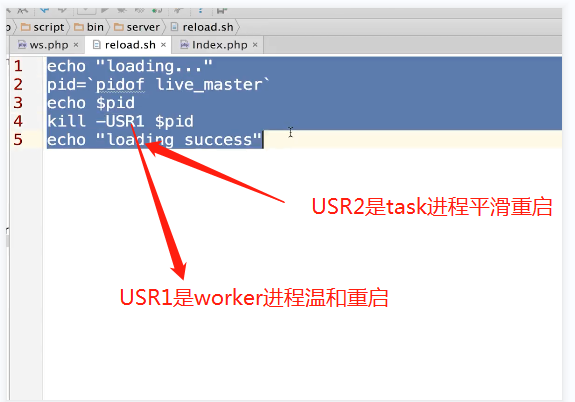 script bin server reload.sh
ws.php × reload.sh × Index.php ×
1 echo "loading..."
2 pid=`pidof live_master`
3 echo $pid
4 kill -USR1 $pid
5 echo "loading success"
USR2是task进程平滑重启
USR1是worker进程温和重启